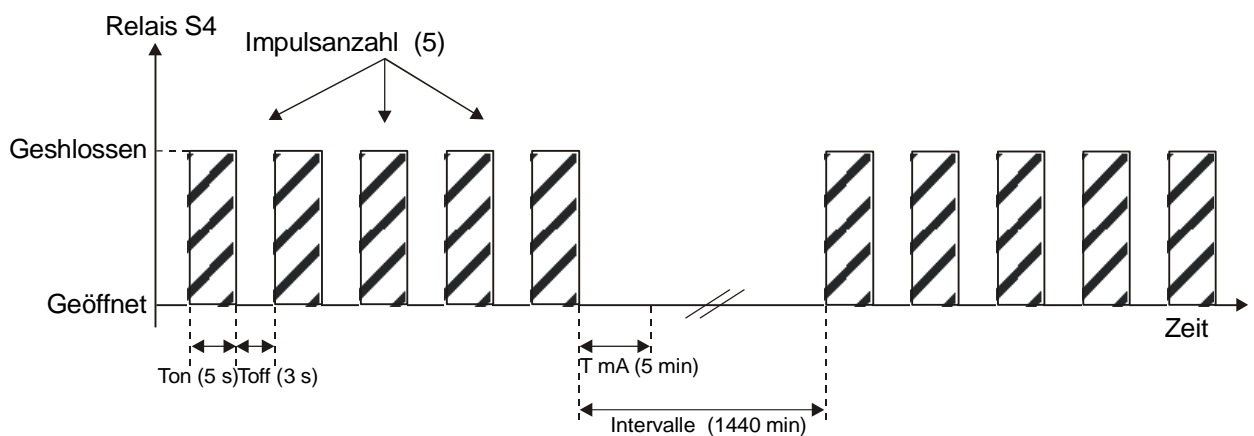 Relais S4
Impulsanzahl (5)
Geshlossen
Geöffnet
Zeit
Ton (5 s)
Toff (3 s)
T mA (5 min)
Intervalle (1440 min)